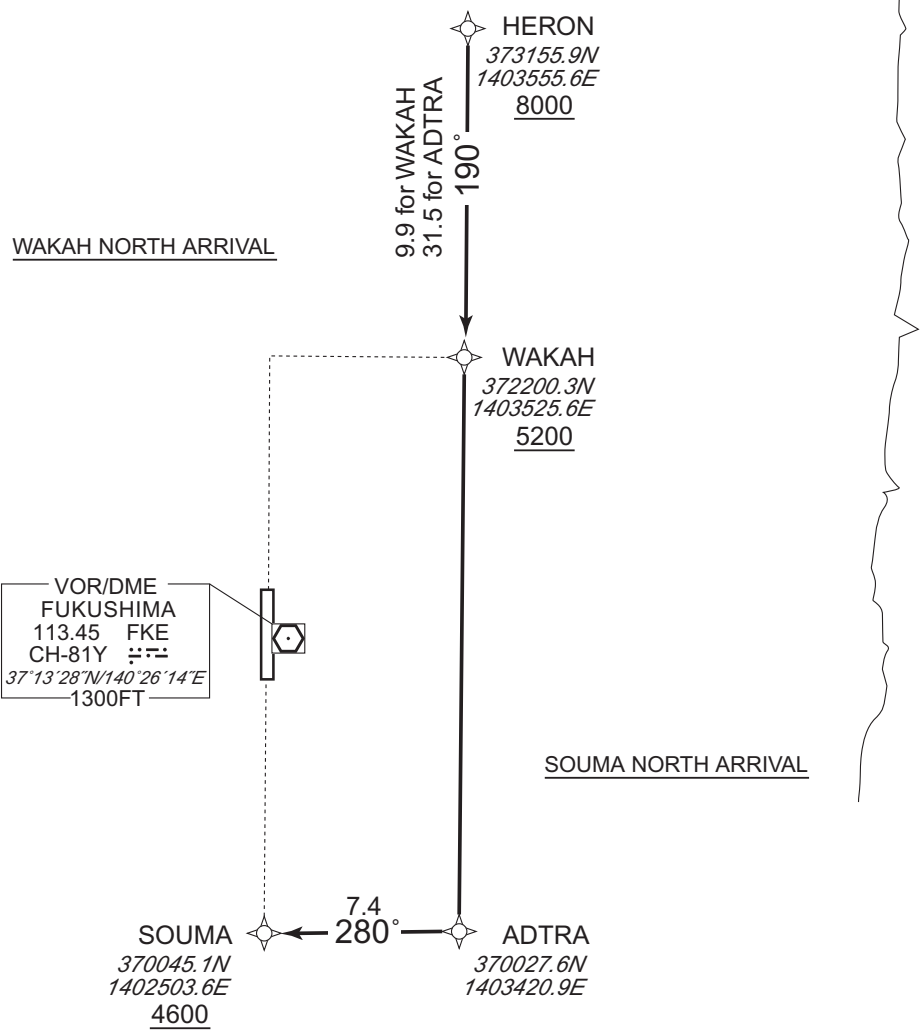 HERON
373155.9N
1403555.6E
8000
9.9 for WAKAH
31.5 for ADTRA
190°
WAKAH NORTH ARRIVAL
WAKAH
372200.3N
1403525.6E
5200
VOR/DME
FUKUSHIMA
113.45 FKE
CH-81Y
37°13´28˝N/140°26´14˝E
1300FT
SOUMA NORTH ARRIVAL
7.4
280°
SOUMA
370045.1N
1402503.6E
4600
ADTRA
370027.6N
1403420.9E